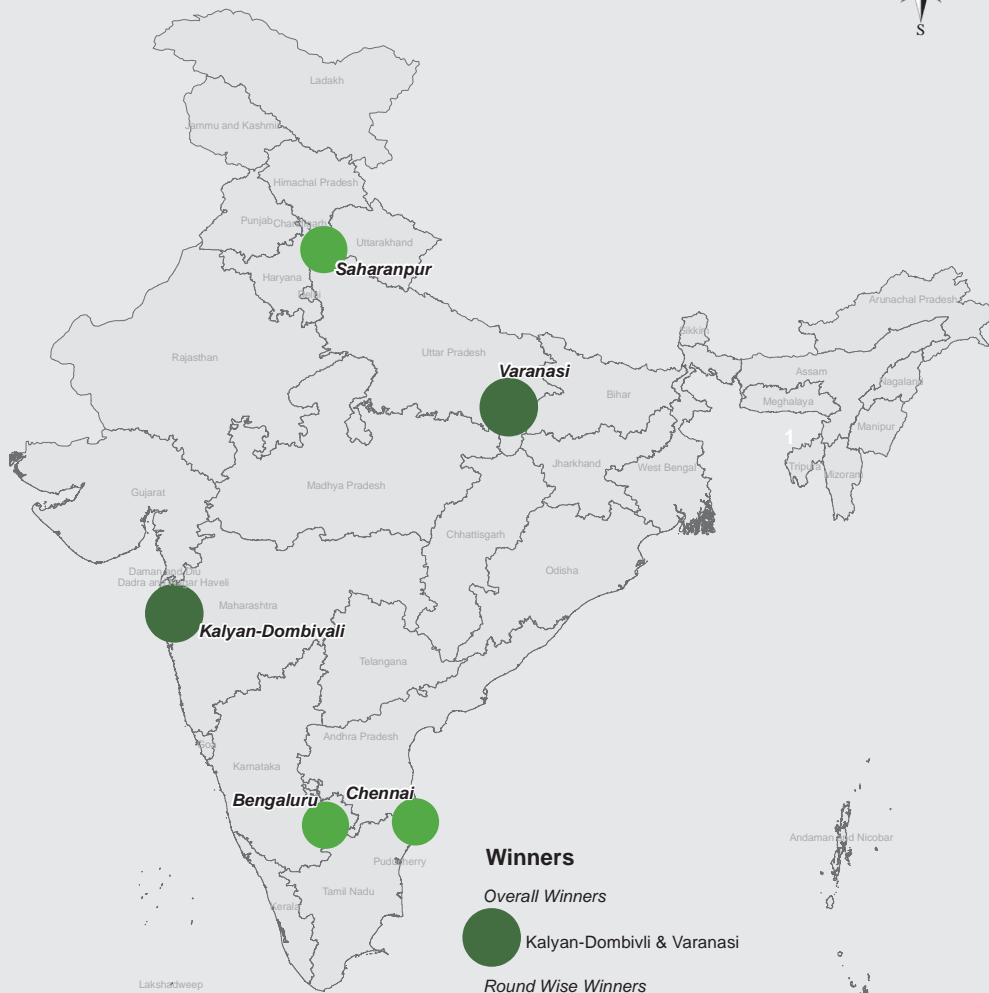 S
Ladakh
Jammu and Kashmir
Himachal Pradesh
Punjab
Chandigarh
Uttarakhand
Saharanpur
Haryana
Delhi
Arunachal Pradesh
Sikkim
Rajasthan
Uttar Pradesh
Varanasi
Assam
Nagaland
Bihar
Meghalaya
Manipur
1
Jharkhand
West Bengal
Tripura
Mizoram
Gujarat
Madhya Pradesh
Chhattisgarh
Odisha
Daman and Diu
Dadra and Nagar Haveli
Maharashtra
Kalyan-Dombivali
Telangana
Andhra Pradesh
Goa
Karnataka
Bengaluru
Chennai
Andaman and Nicobar
Puducherry
Winners
Tamil Nadu
Overall Winners
Kerala
Kalyan-Dombivli & Varanasi
Lakshadweep
Round Wise Winners